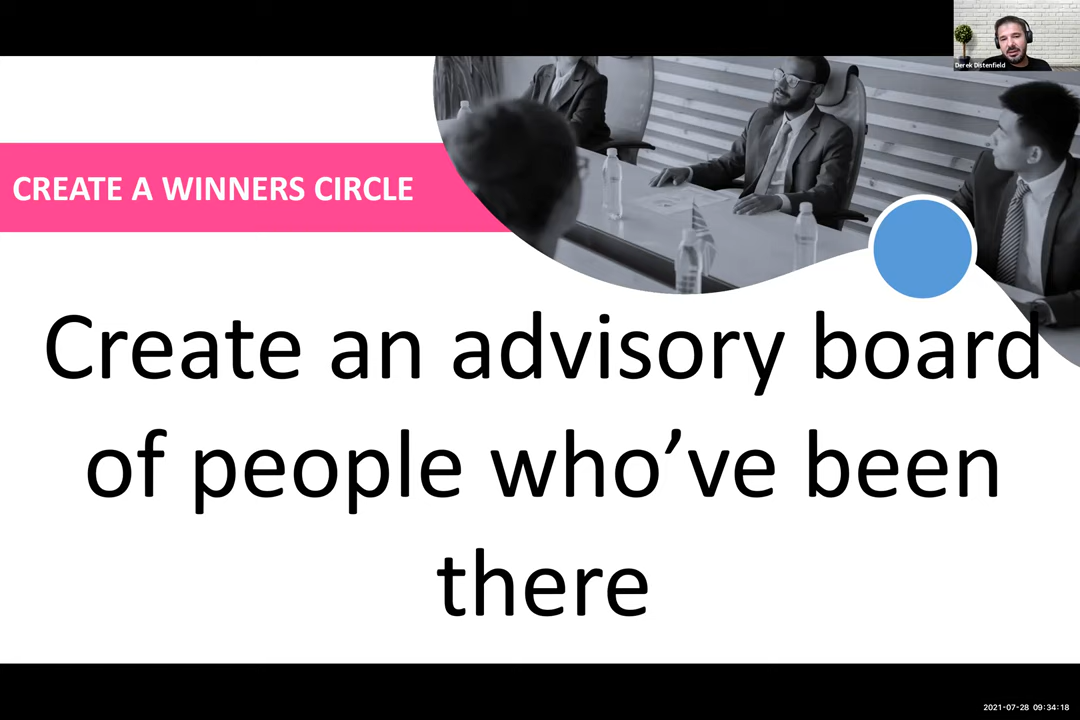 Derek Distenfield
CREATE A WINNERS CIRCLE
Create an advisory board
of people who’ve been
there
2021-07-28 09:34:18